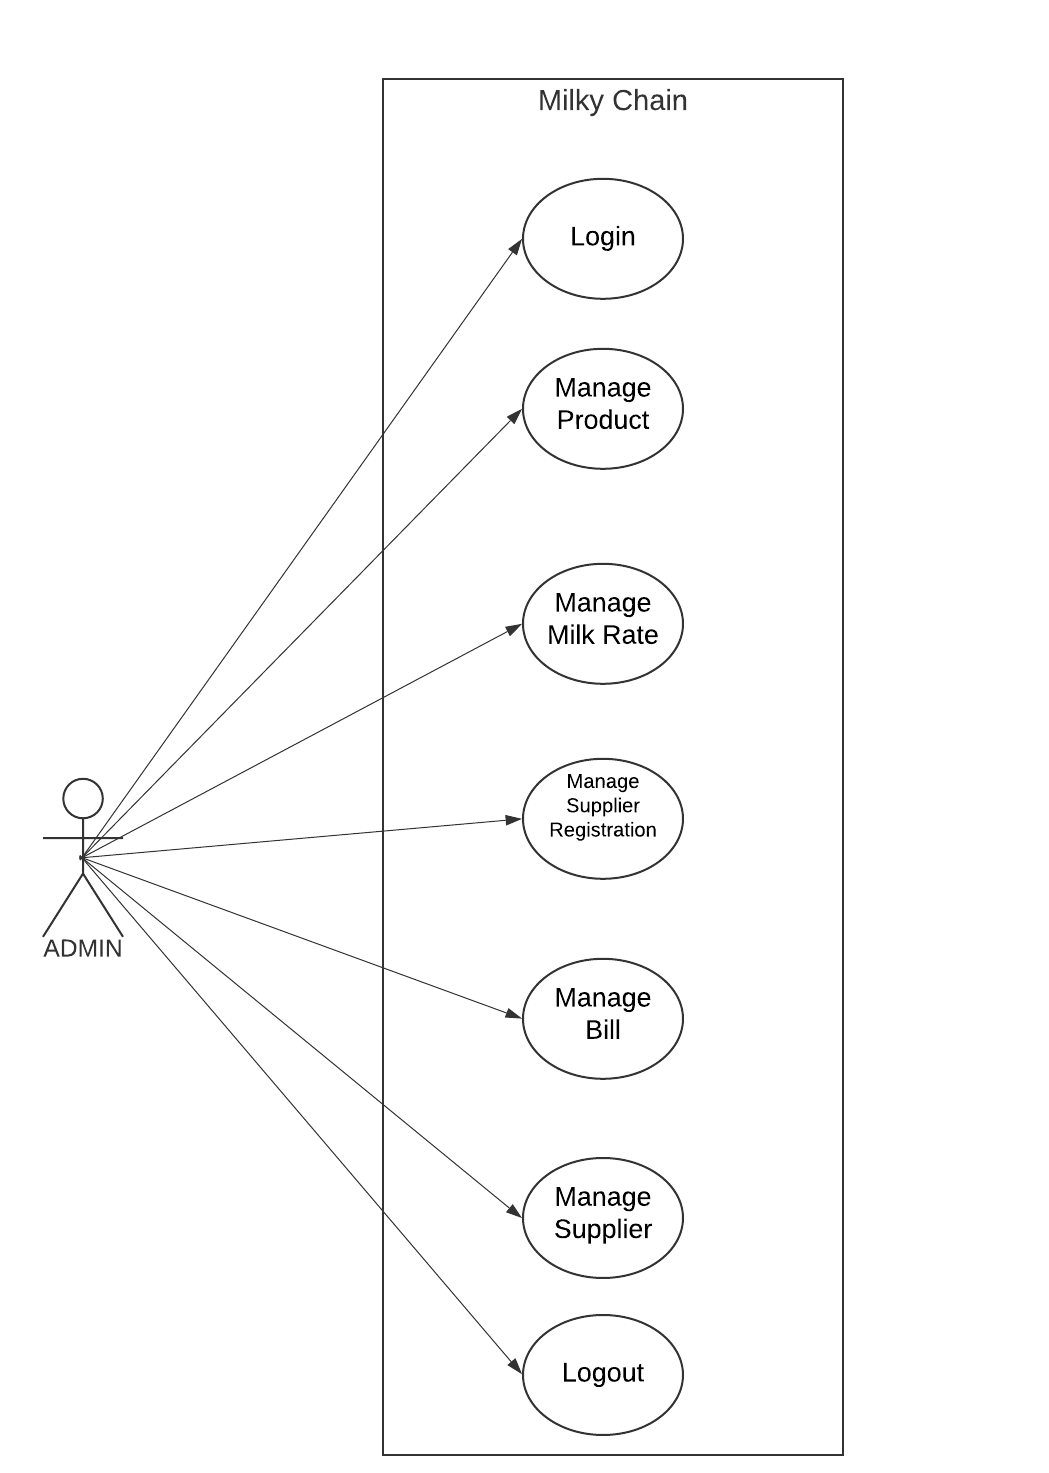 Milky Chain
Login
Manage
Product
Manage
Milk Rate
Manage
Supplier
Registration
ADMIN
Manage
Bill
Manage
Supplier
Logout